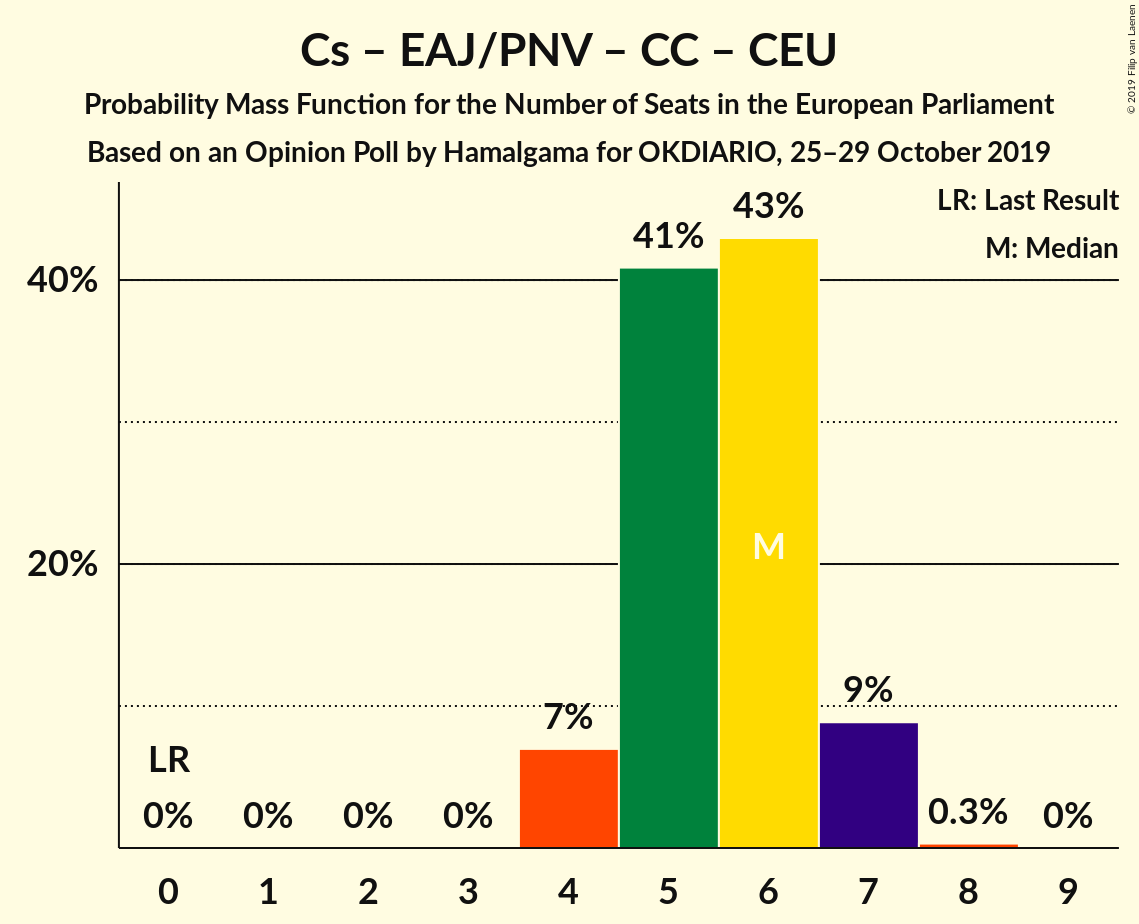 Cs – EAJ/PNV – CC – CEU
Probability Mass Function for the Number of Seats in the European Parliament
Based on an Opinion Poll by Hamalgama for OKDIARIO, 25–29 October 2019
© 2019 Filip van Laenen
LR: Last Result
M: Median
40%
20%
LR
0%
0%
0%
0%
7%
41%
43%
M
9%
0.3%
0%
0 1 2 3 4 5 6 7 8 9